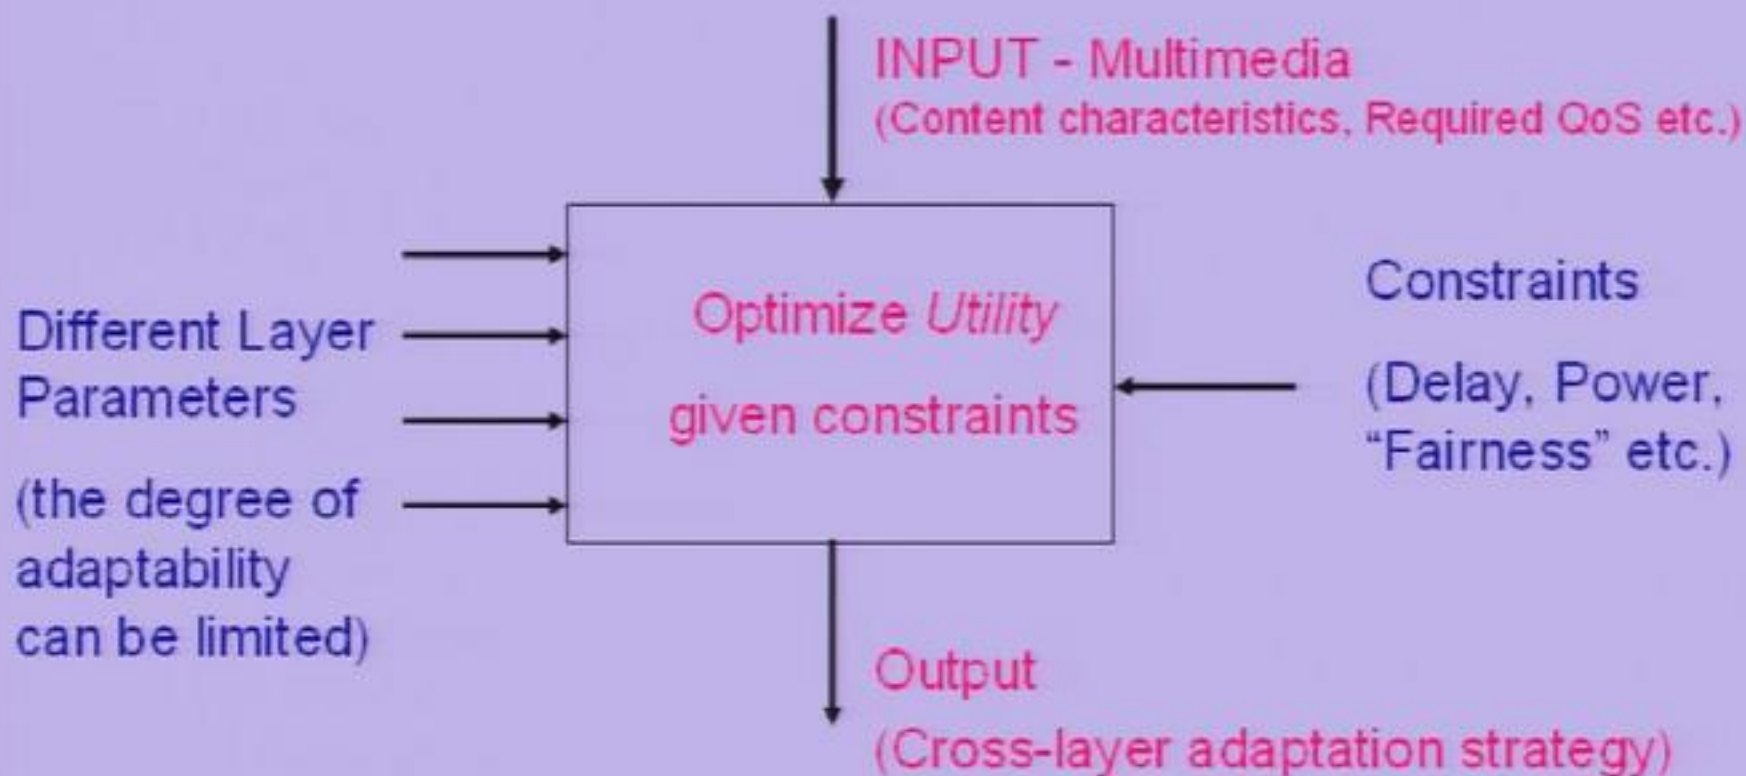 INPUT - Multimedia
(Content characteristics, Required QoS etc.)
Different Layer
Parameters
(the degree of
adaptability
can be limited)
Optimize Utility
given constraints
Constraints
(Delay, Power,
“Fairness” etc.)
Output
(Cross-layer adaptation strategy)